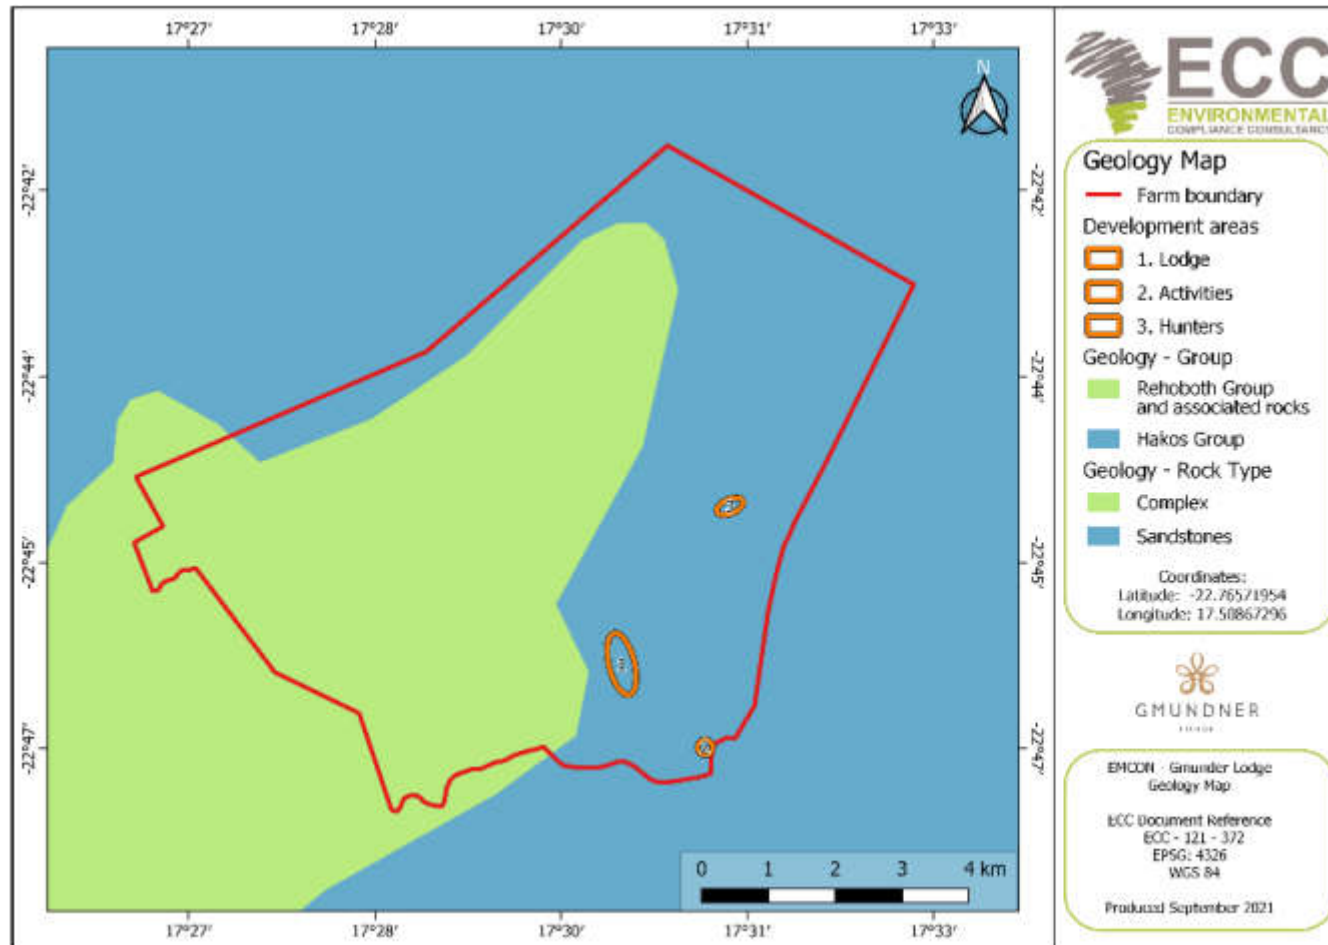 17°27' 17°28' 17°30' 17°31' 17°33'
N
-22°42' -22°42'
-22°44' -22°44'
-22°45' -22°45'
-22°47' -22°47'
0 1 2 3 4 km
17°27' 17°28' 17°30' 17°31' 17°33'
ECC
ENVIRONMENTAL
COMPLIANCE CONSULTANCY
Geology Map
Farm boundary
Development areas
1. Lodge
2. Activities
3. Hunters
Geology - Group
Rehoboth Group
and associated rocks
Hakos Group
Geology - Rock Type
Complex
Sandstones
Coordinates:
Latitude: -22.76571954
Longitude: 17.50867296
GMUNDNER
EMCON - Gmunder Lodge
Geology Map
ECC Document Reference
ECC - 121 - 372
EPSG: 4326
WGS 84
Produced September 2021